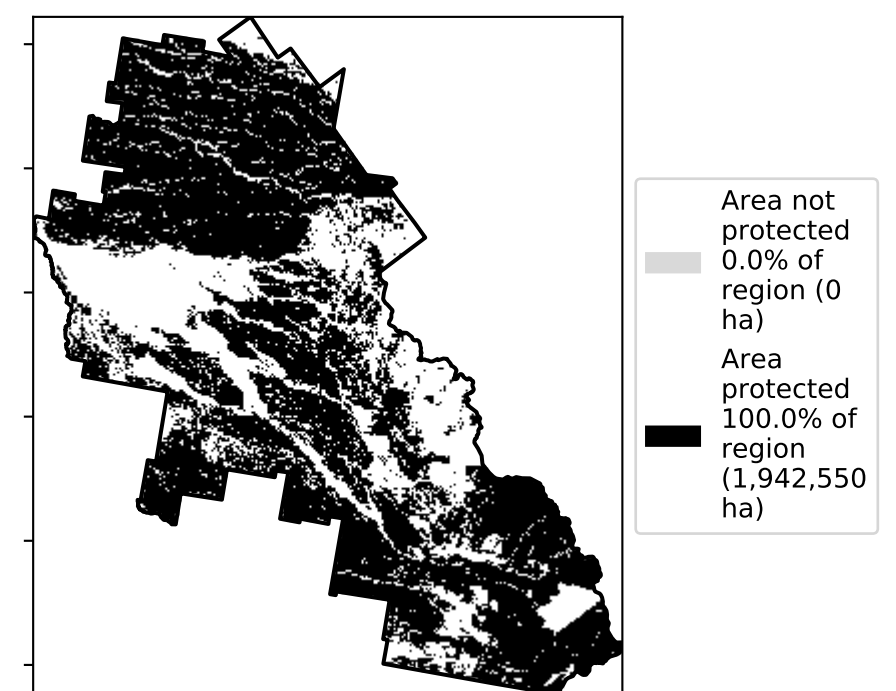 Area not
protected
0.0% of
region (0
ha)
Area
protected
100.0% of
region
(1,942,550
ha)